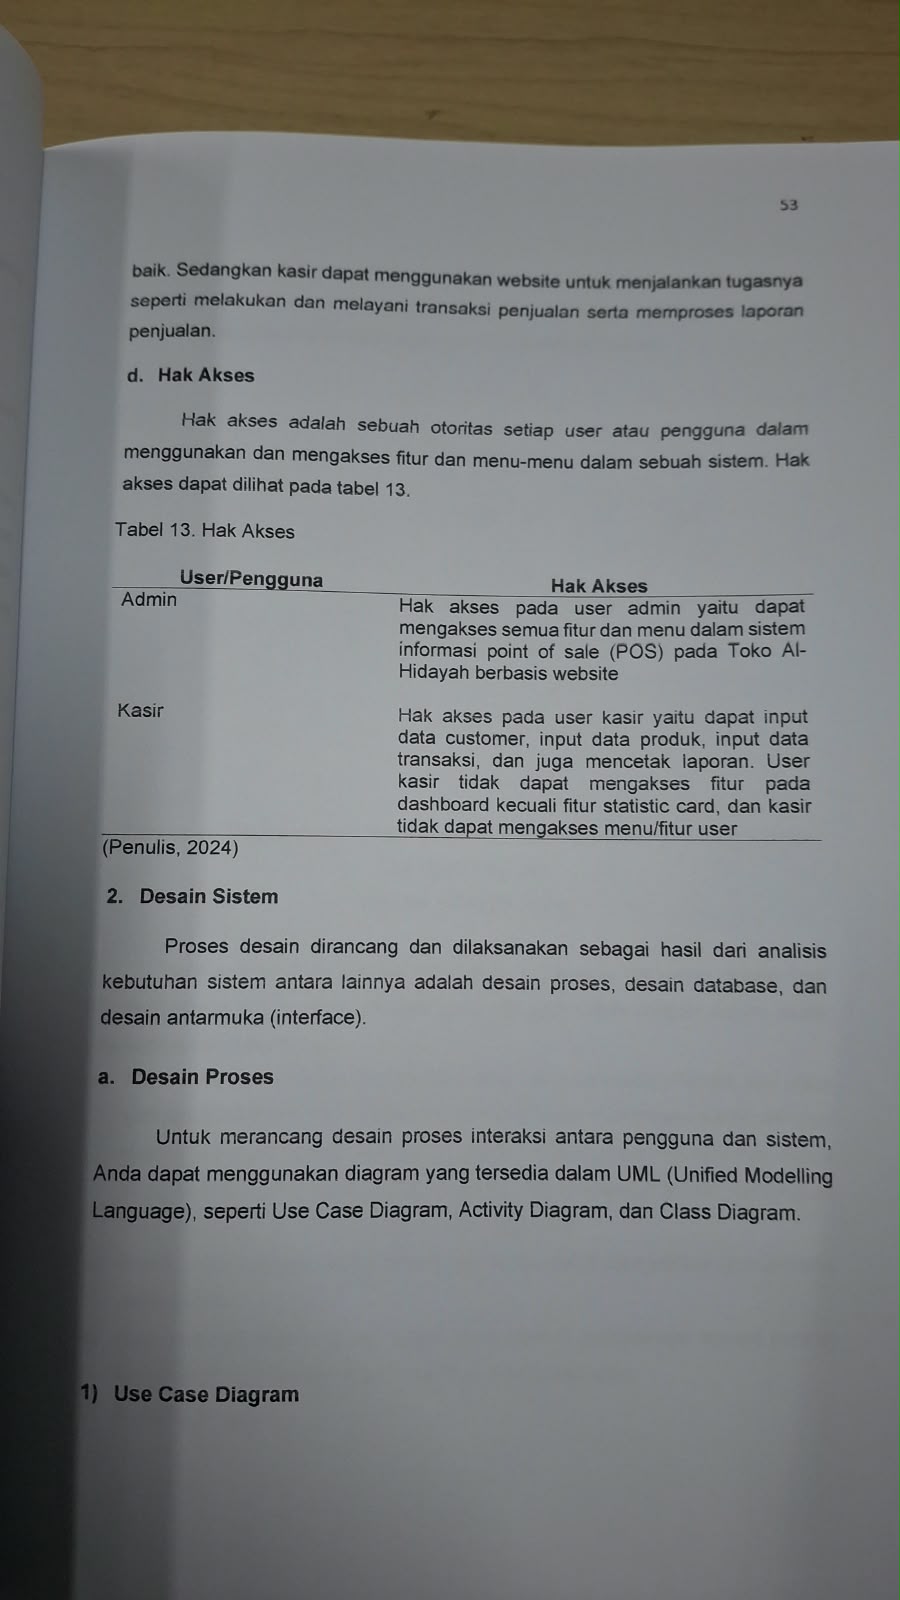 53
baik. Sedangkan kasir dapat menggunakan website untuk menjalankan tugasnya
seperti melakukan dan melayani transaksi penjualan serta memproses laporan
penjualan.
d. Hak Akses
Hak akses adalah sebuah otoritas setiap user atau pengguna dalam
menggunakan dan mengakses fitur dan menu-menu dalam sebuah sistem. Hak
akses dapat dilihat pada tabel 13.
Tabel 13. Hak Akses
User/Pengguna Hak Akses
Admin
Hak akses pada user admin yaitu dapat
mengakses semua fitur dan menu dalam sistem
informasi point of sale (POS) pada Toko Al-
Hidayah berbasis website
Kasir
Hak akses pada user kasir yaitu dapat input
data customer, input data produk, input data
transaksi, dan juga mencetak laporan. User
kasir tidak dapat mengakses fitur pada
dashboard kecuali fitur statistic card, dan kasir
tidak dapat mengakses menu/fitur user
(Penulis, 2024)
2. Desain Sistem
Proses desain dirancang dan dilaksanakan sebagai hasil dari analisis
kebutuhan sistem antara lainnya adalah desain proses, desain database, dan
desain antarmuka (interface).
a. Desain Proses
Untuk merancang desain proses interaksi antara pengguna dan sistem,
Anda dapat menggunakan diagram yang tersedia dalam UML (Unified Modelling
Language), seperti Use Case Diagram, Activity Diagram, dan Class Diagram.
1) Use Case Diagram